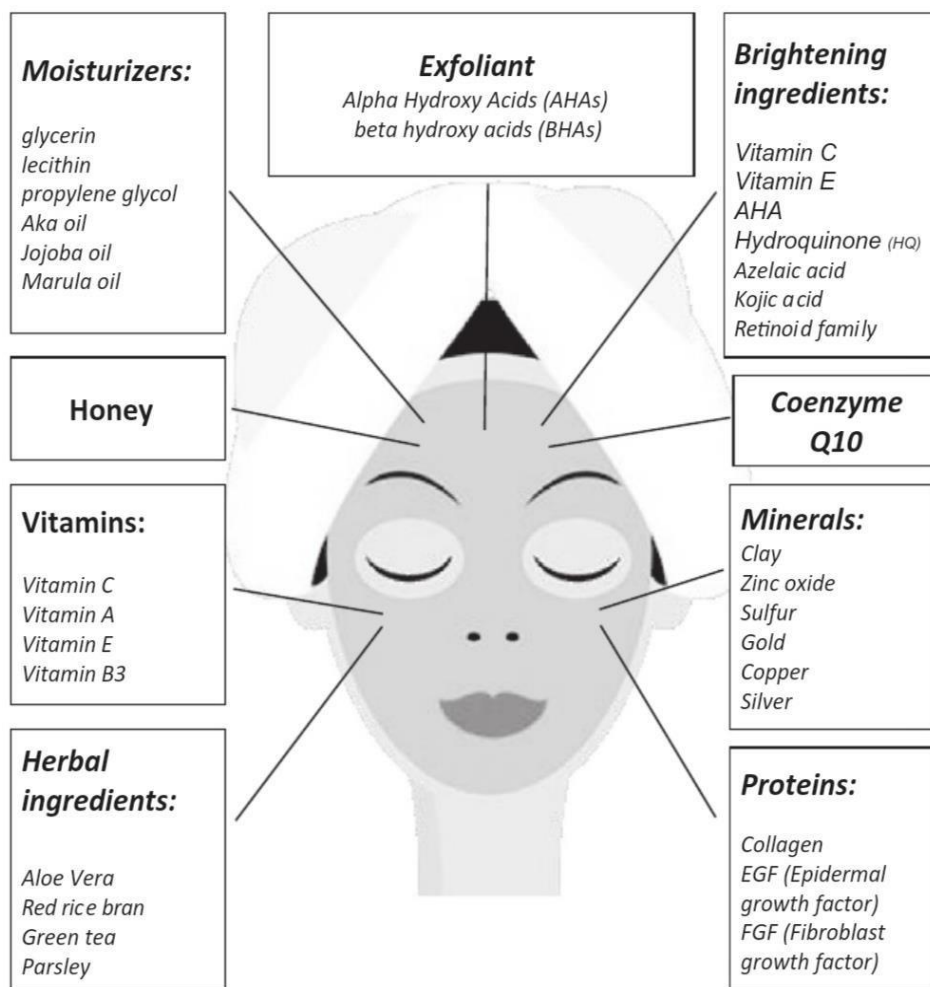 Moisturizers:
glycerin
lecithin
propylene glycol
Aka oil
Jojoba oil
Marula oil
Exfoliant
Alpha Hydroxy Acids (AHAs)
beta hydroxy acids (BHAs)
Brightening
ingredients:
Vitamin C
Vitamin E
AHA
Hydroquinone (HQ)
Azelaic acid
Kojic acid
Retinoid family
Honey
Coenzyme
Q10
Vitamins:
Vitamin C
Vitamin A
Vitamin E
Vitamin B3
Minerals:
Clay
Zinc oxide
Sulfur
Gold
Copper
Silver
Herbal
ingredients:
Aloe Vera
Red rice bran
Green tea
Parsley
Proteins:
Collagen
EGF (Epidermal
growth factor)
FGF (Fibroblast
growth factor)